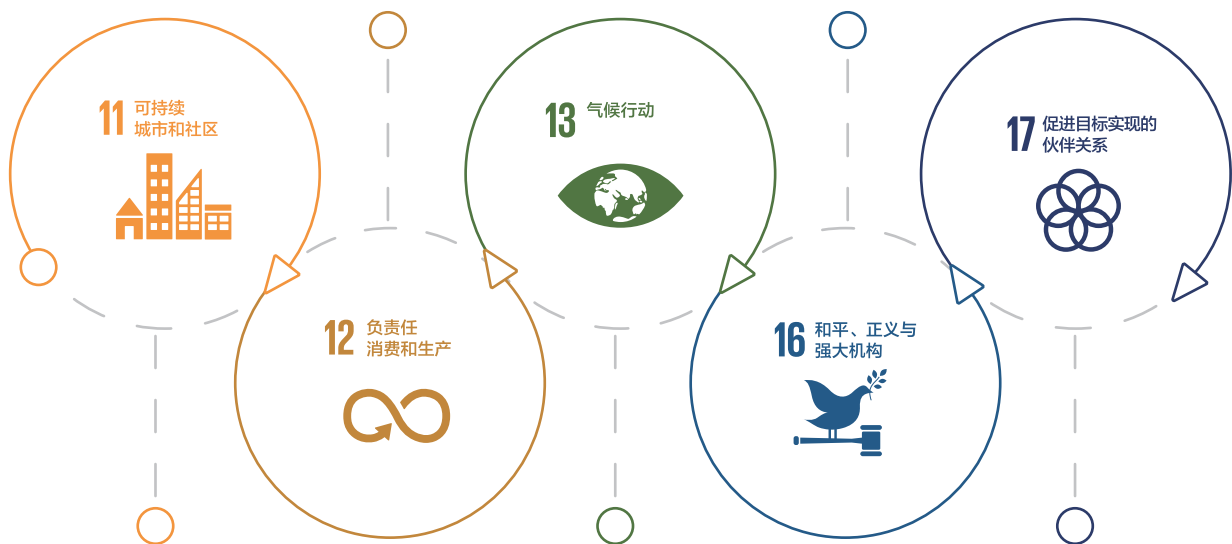 11 可持续
城市和社区
12 负责任
消费和生产
13 气候行动
16 和平、正义与
强大机构
17 促进目标实现的
伙伴关系